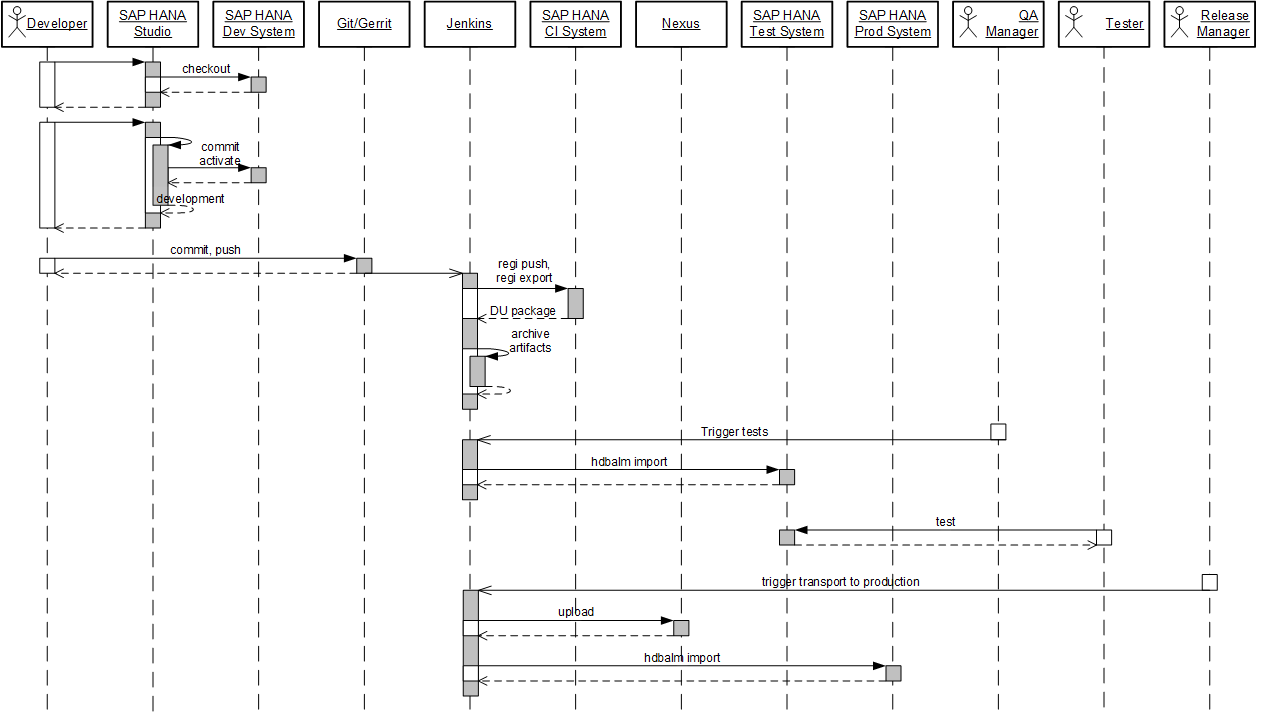 Developer
SAP HANA
Studio
SAP HANA
Dev System
Git/Gerrit
Jenkins
SAP HANA
CI System
Nexus
SAP HANA
Test System
SAP HANA
Prod System
QA
Manager
Tester
Release
Manager
checkout
commit
activate
development
commit, push
regi push,
regi export
DU package
archive
artifacts
Trigger tests
hdbalm import
test
trigger transport to production
upload
hdbalm import